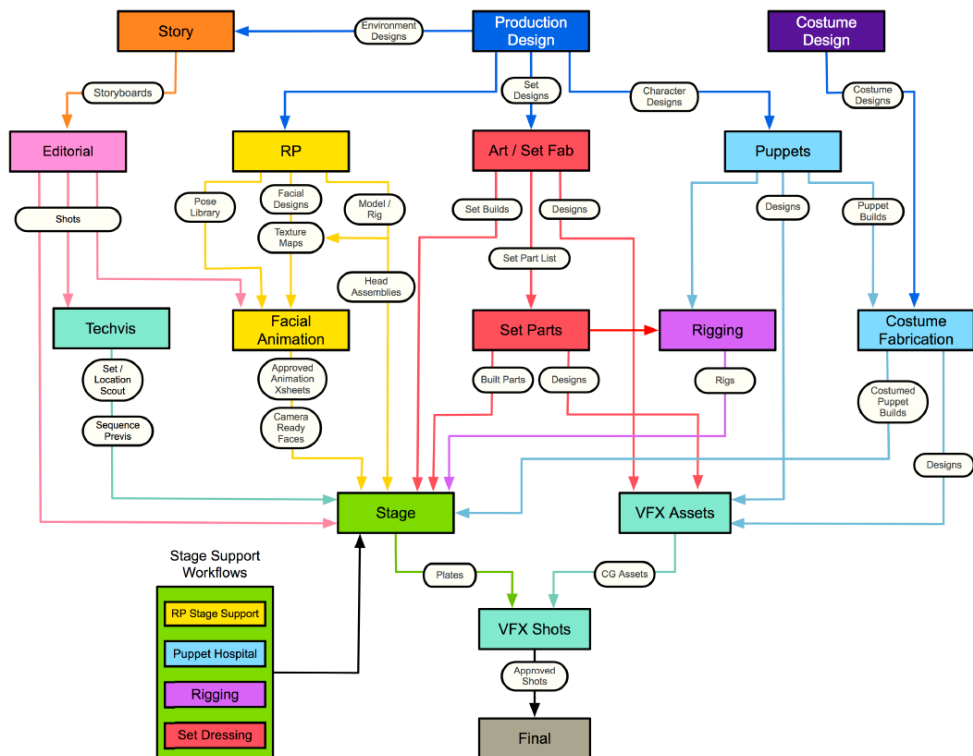 Story
Environment
Designs
Production
Design
Costume
Design
Storyboards
Set
Designs
Character
Designs
Costume
Designs
Editorial
RP
Art / Set Fab
Puppets
Shots
Pose
Library
Facial
Designs
Model /
Rig
Set Builds
Designs
Designs
Puppet
Builds
Texture
Maps
Set Part List
Head
Assemblies
Techvis
Facial
Animation
Set Parts
Rigging
Costume
Fabrication
Set /
Location
Scout
Approved
Animation
Xsheets
Built Parts
Designs
Rigs
Costumed
Puppet
Builds
Sequence
Previs
Camera
Ready
Faces
Designs
Stage
VFX Assets
Stage Support
Workflows
Plates
CG Assets
RP Stage Support
Puppet Hospital
Rigging
Set Dressing
VFX Shots
Approved
Shots
Final